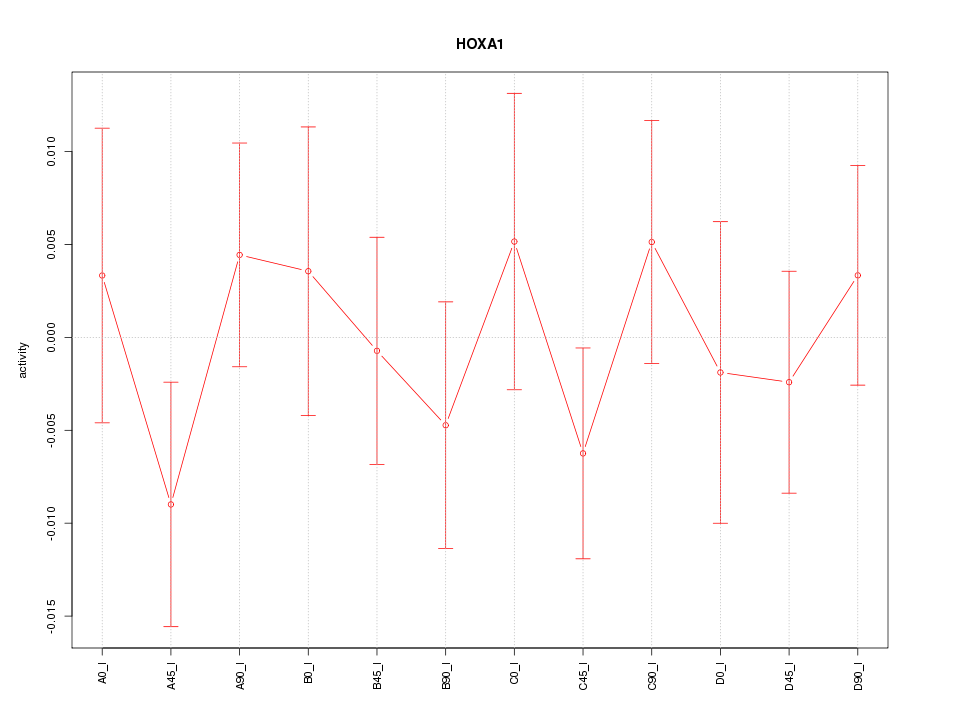 HOXA1
activity
0.010
0.005
0.000
-0.005
-0.010
-0.015
A0_I
A45_I
A90_I
B0_I
B45_I
B90_I
C0_I
C45_I
C90_I
D0_I
D45_I
D90_I